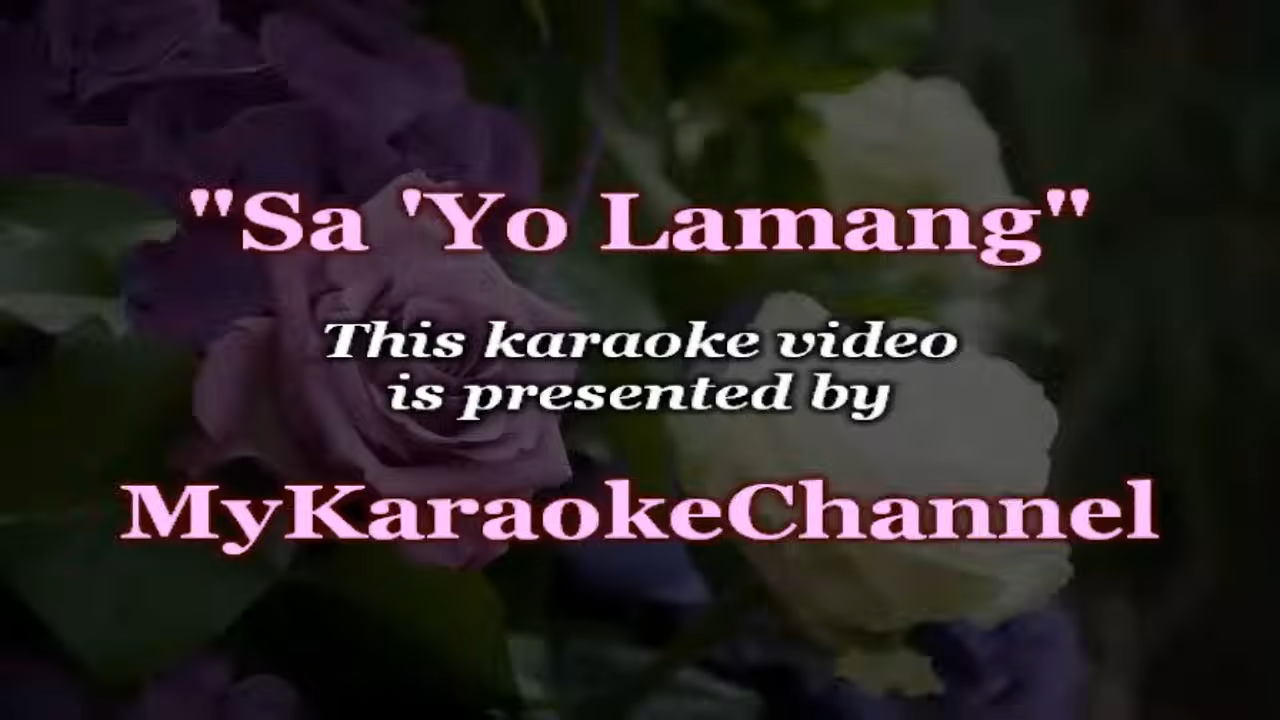 "Sa 'Yo Lamang"
This karaoke video
is presented by
MyKaraokeChannel